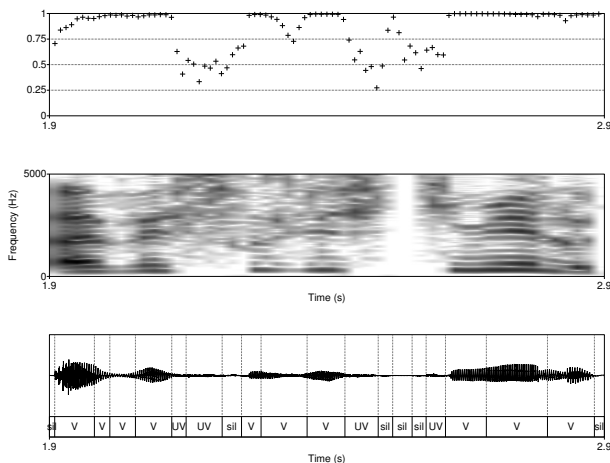 1
0.75
0.5
0.25
0
1.9 2.9
5000
Frequency (Hz)
0
1.9 2.9
Time (s)
sil V V V V UV UV sil V V V UV sil sil sil UV V V V sil
1.9 2.9
Time (s)